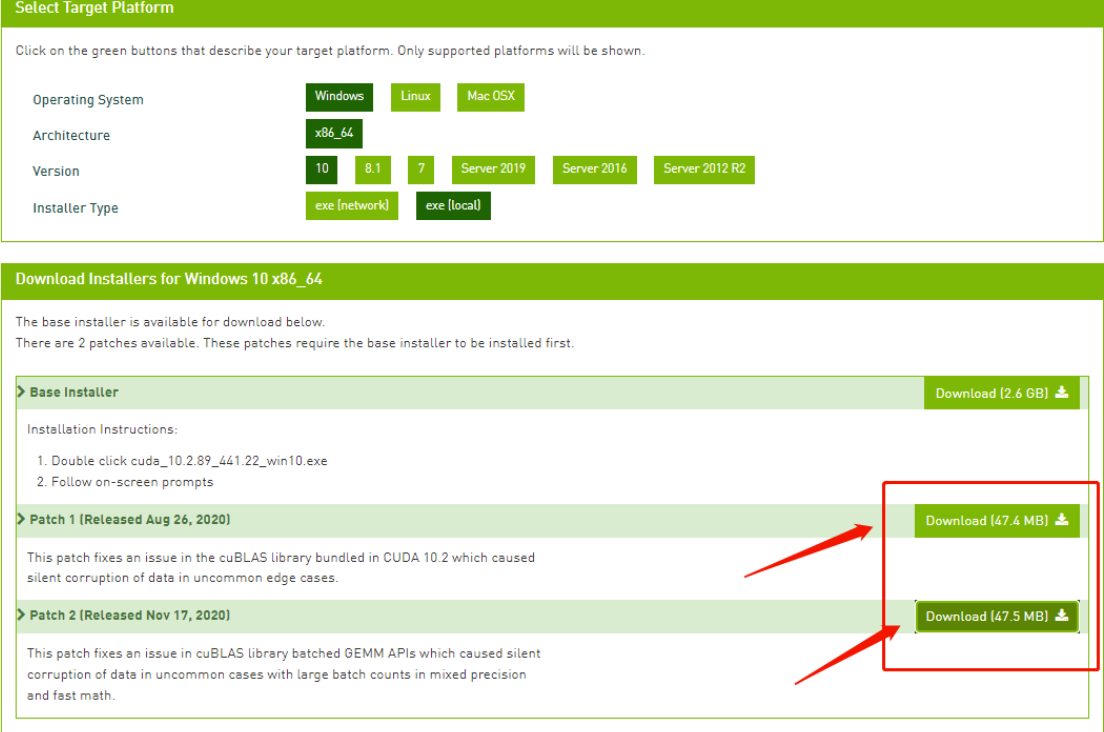 Select Target Platform
Click on the green buttons that describe your target platform. Only supported platforms will be shown.
Operating System Windows Linux Mac OSX
Architecture x86_64
Version 10 8.1 7 Server 2019 Server 2016 Server 2012 R2
Installer Type exe (network) exe (local)
Download Installers for Windows 10 x86_64
The base installer is available for download below.
There are 2 patches available. These patches require the base installer to be installed first.
Base Installer Download (2.6 GB)
Installation Instructions:
1. Double click cuda_10.2.89_441.22_win10.exe
2. Follow on-screen prompts
Patch 1 (Released Aug 26, 2020) Download (47.4 MB)
This patch fixes an issue in the cuBLAS library bundled in CUDA 10.2 which caused
silent corruption of data in uncommon edge cases.
Patch 2 (Released Nov 17, 2020) Download (47.5 MB)
This patch fixes an issue in cuBLAS library batched GEMM APIs which caused silent
corruption of data in uncommon cases with large batch counts in mixed precision
and fast math.